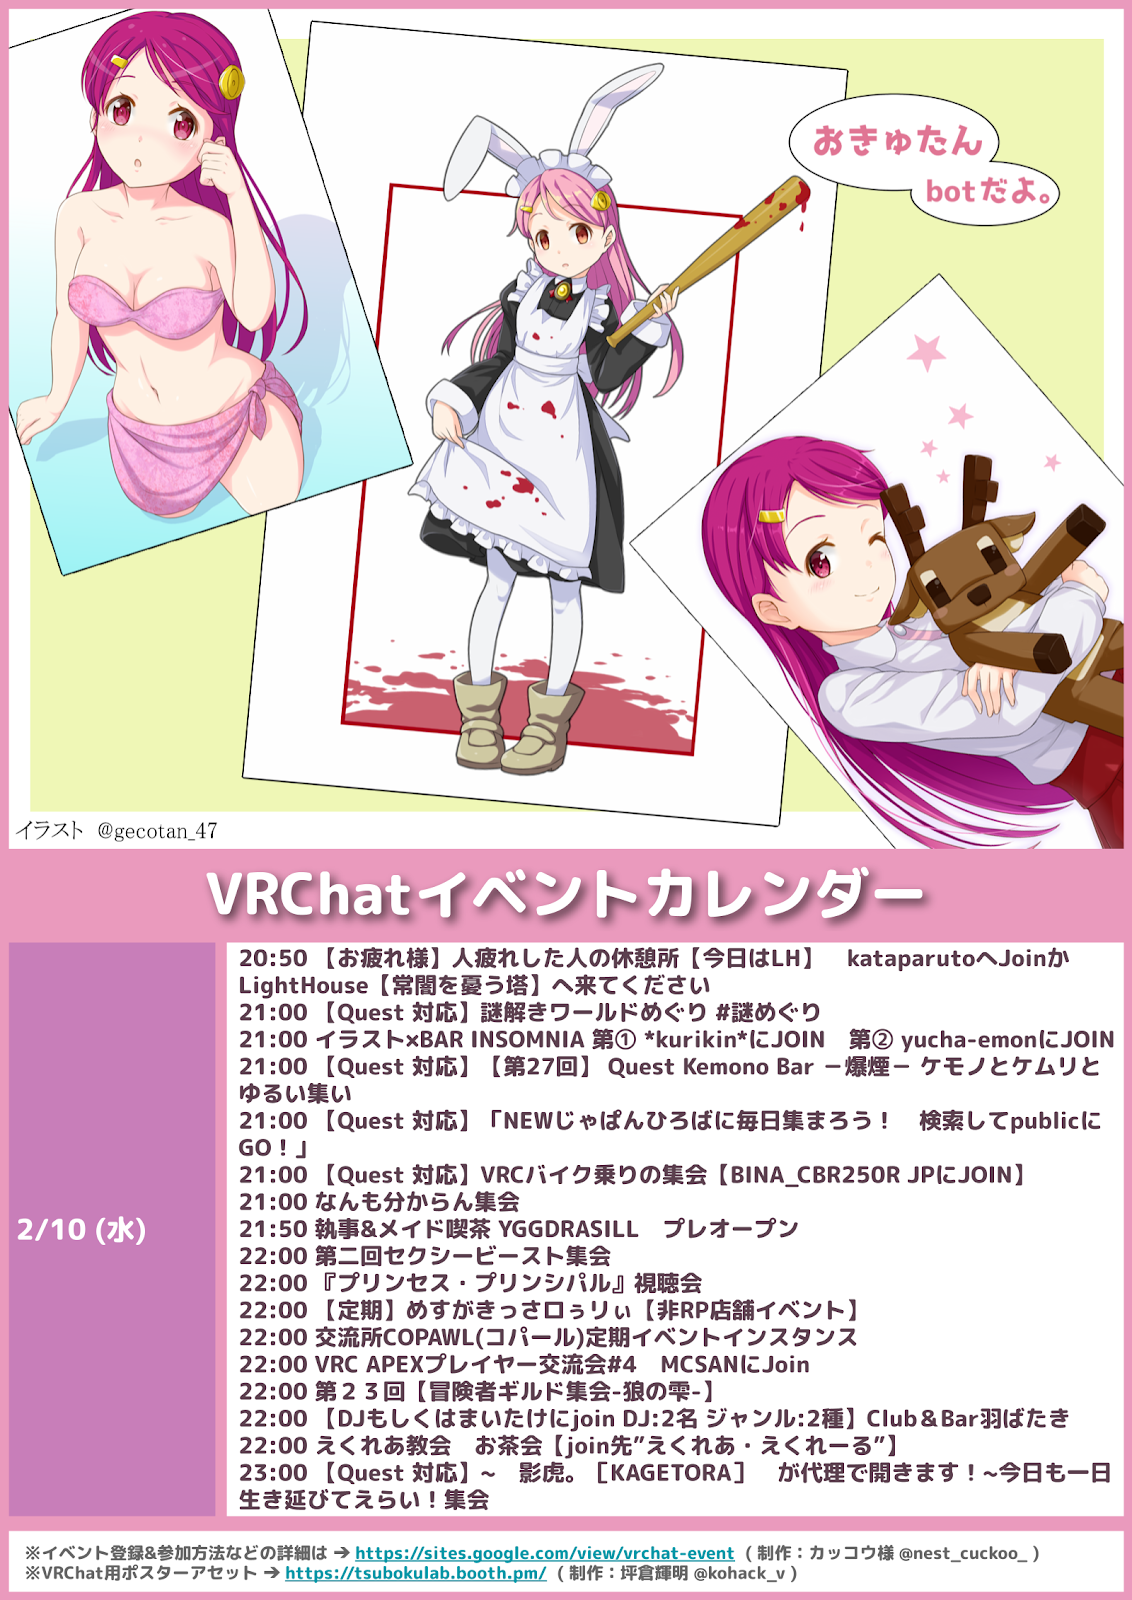 おきゅたん
botだよ。
イラスト @gecotan_47
VRChatイベントカレンダー
2/10 (水)
20:50 【お疲れ様】人疲れした人の休憩所【今日はLH】　kataparutoへJoinか
LightHouse【常闇を憂う塔】へ来てください
21:00 【Quest 対応】謎解きワールドめぐり #謎めぐり
21:00 イラスト×BAR INSOMNIA 第① *kurikin*にJOIN　第② yucha-emonにJOIN
21:00 【Quest 対応】【第27回】 Quest Kemono Bar －爆煙－ ケモノとケムリと
ゆるい集い
21:00 【Quest 対応】「NEWじゃぱんひろばに毎日集まろう！　検索してpublicに
GO！」
21:00 【Quest 対応】VRCバイク乗りの集会【BINA_CBR250R JPにJOIN】
21:00 なんも分からん集会
21:50 執事&メイド喫茶 YGGDRASILL　プレオープン
22:00 第二回セクシービースト集会
22:00 『プリンセス・プリンシパル』視聴会
22:00 【定期】めすがきっさロぅリぃ【非RP店舗イベント】
22:00 交流所COPAWL(コパール)定期イベントインスタンス
22:00 VRC APEXプレイヤー交流会#4　MCSANにJoin
22:00 第２３回【冒険者ギルド集会-狼の雫-】
22:00 【DJもしくはまいたけにjoin DJ:2名 ジャンル:2種】Club＆Bar羽ばたき
22:00 えくれあ教会　お茶会【join先”えくれあ・えくれーる”】
23:00 【Quest 対応】~　影虎。［KAGETORA］　が代理で開きます！~今日も一日
生き延びてえらい！集会
※イベント登録&参加方法などの詳細は → https://sites.google.com/view/vrchat-event （ 制作：カッコウ様 @nest_cuckoo_ ）
※VRChat用ポスターアセット → https://tsubokulab.booth.pm/ （ 制作：坪倉輝明 @kohack_v ）